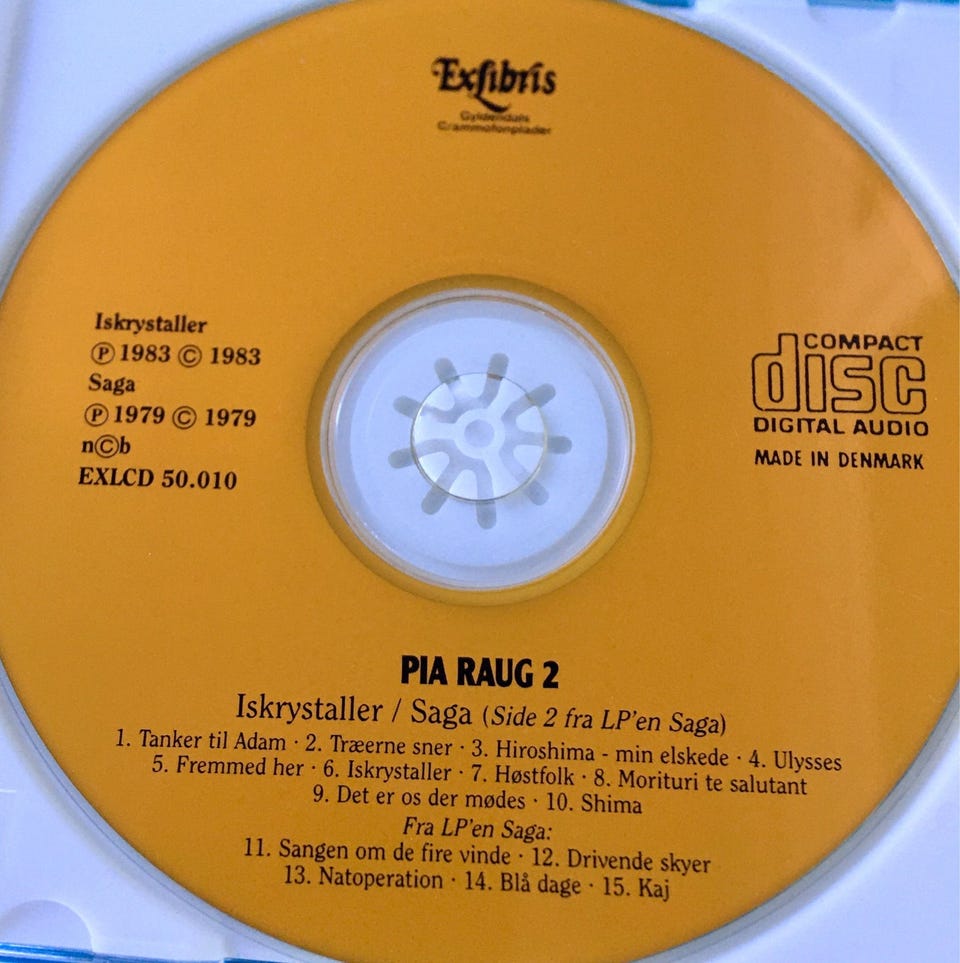 ExLibris
Gyldendals
Grammofonplader
Iskrystaller
Ⓟ 1983 © 1983
Saga
Ⓟ 1979 © 1979
n©b
EXLCD 50.010
COMPACT
disc
DIGITAL AUDIO
MADE IN DENMARK
PIA RAUG 2
Iskrystaller / Saga (Side 2 fra LP'en Saga)
1. Tanker til Adam · 2. Træerne sner · 3. Hiroshima - min elskede · 4. Ulysses
5. Fremmed her · 6. Iskrystaller · 7. Høstfolk · 8. Morituri te salutant
9. Det er os der mødes · 10. Shima
Fra LP'en Saga:
11. Sangen om de fire vinde · 12. Drivende skyer
13. Natoperation · 14. Blå dage · 15. Kaj